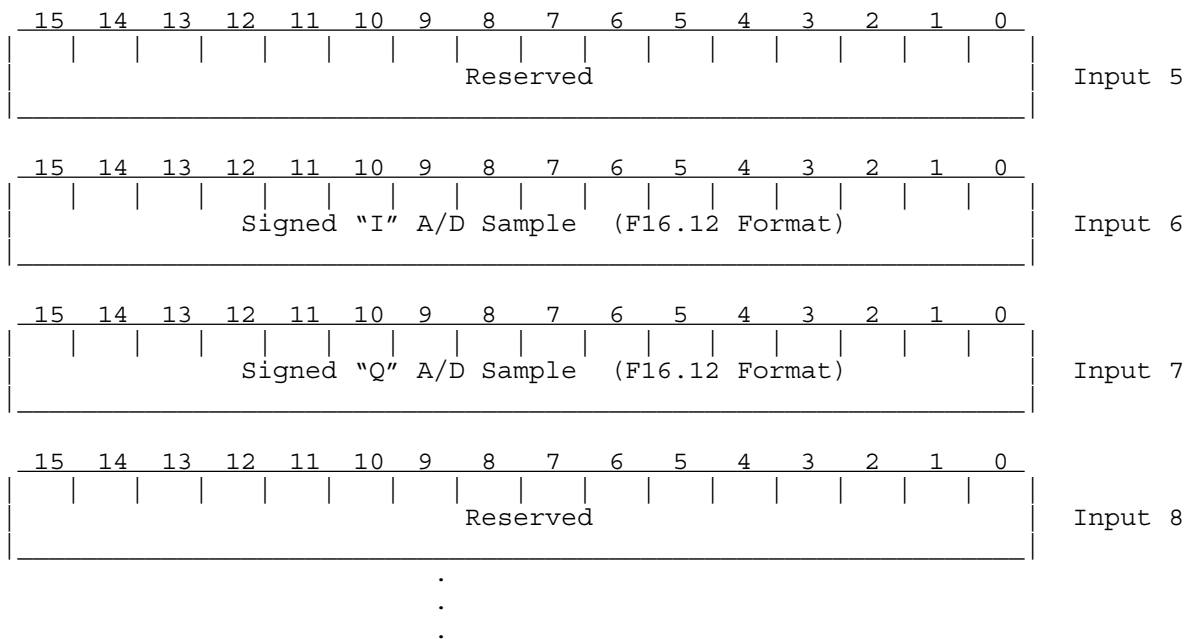 15 14 13 12 11 10 9 8 7 6 5 4 3 2 1 0
Reserved Input 5
15 14 13 12 11 10 9 8 7 6 5 4 3 2 1 0
Signed “I” A/D Sample (F16.12 Format) Input 6
15 14 13 12 11 10 9 8 7 6 5 4 3 2 1 0
Signed “Q” A/D Sample (F16.12 Format) Input 7
15 14 13 12 11 10 9 8 7 6 5 4 3 2 1 0
Reserved Input 8
.
.
.